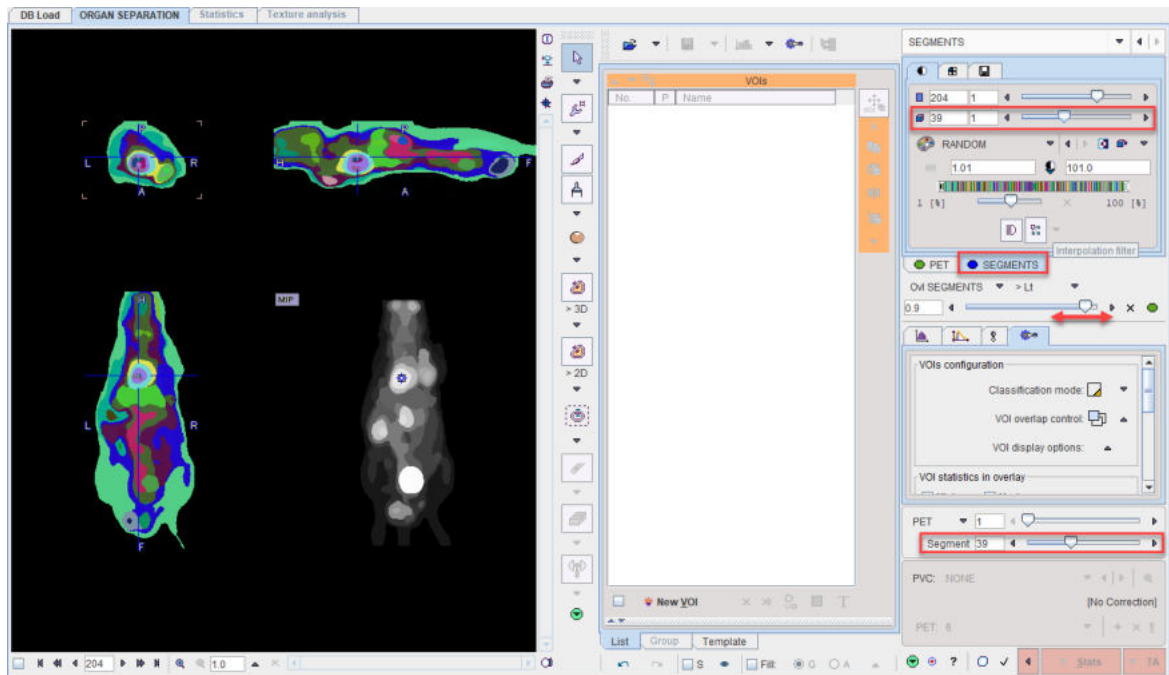 DB Load ORGAN SEPARATION Statistics Texture analysis
SEGMENTS
VOIs
No. P Name
204 1
39 1
RANDOM
1.01 101.0
1 [%] 100 [%]
Interpolation filter
PET SEGMENTS
Ovl SEGMENTS > Lt
0.9
> 3D
> 2D
VOIs configuration
Classification mode:
VOI overlap control:
VOI display options:
VOI statistics in overlay
PET 1
Segment 39
PVC: NONE
[No Correction]
PET: 6
P
L R
A
H F
A
H
L R
F
MIP
New VOI
List Group Template
204 1.0
S Fill: G O A
? Stats TA